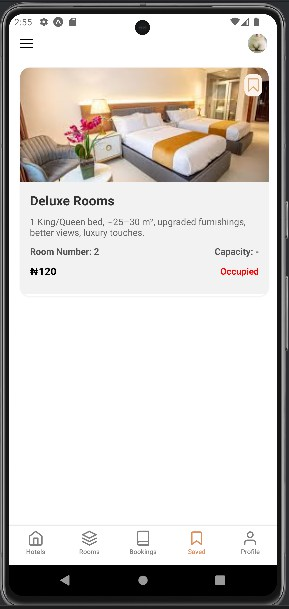 2:55
Deluxe Rooms
1 King/Queen bed, ~25–30 m², upgraded furnishings,
better views, luxury touches.
Room Number: 2 Capacity: -
₦120 Occupied
Hotels Rooms Bookings Saved Profile